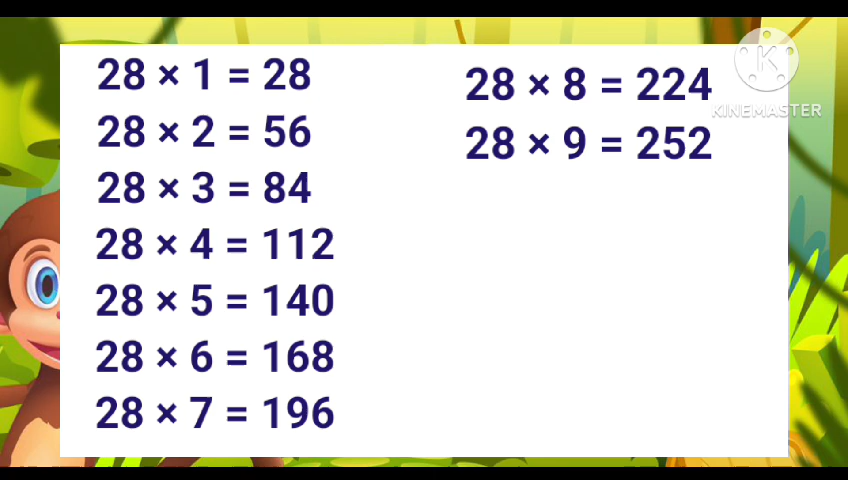 28 × 1 = 28
28 × 2 = 56
28 × 3 = 84
28 × 4 = 112
28 × 5 = 140
28 × 6 = 168
28 × 7 = 196
28 × 8 = 224
28 × 9 = 252
K
KINEMASTER